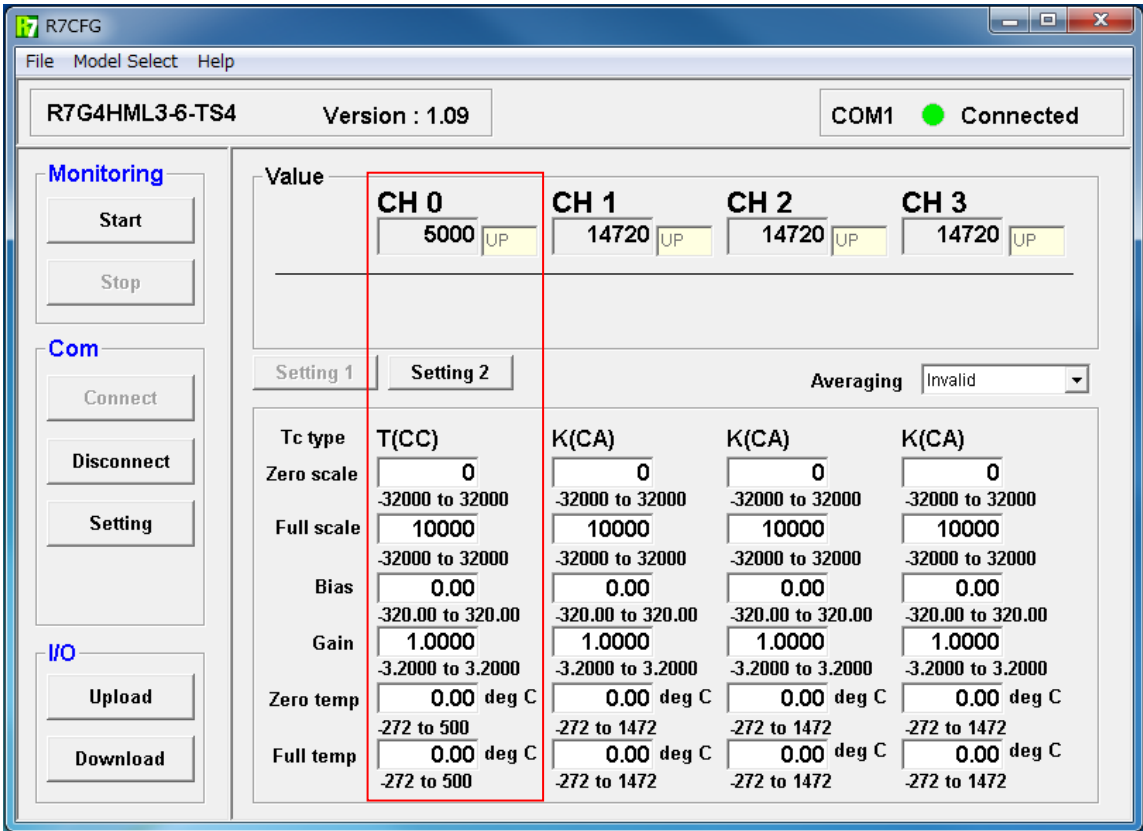 R7 R7CFG
File Model Select Help
R7G4HML3-6-TS4 Version : 1.09 COM1 Connected
Monitoring
Start
Stop
Com
Connect
Disconnect
Setting
I/O
Upload
Download
Value
CH 0 CH 1 CH 2 CH 3
5000 UP 14720 UP 14720 UP 14720 UP
Setting 1 Setting 2 Averaging Invalid
Tc type T(CC) K(CA) K(CA) K(CA)
Zero scale 0 0 0 0
-32000 to 32000 -32000 to 32000 -32000 to 32000 -32000 to 32000
Full scale 10000 10000 10000 10000
-32000 to 32000 -32000 to 32000 -32000 to 32000 -32000 to 32000
Bias 0.00 0.00 0.00 0.00
-320.00 to 320.00 -320.00 to 320.00 -320.00 to 320.00 -320.00 to 320.00
Gain 1.0000 1.0000 1.0000 1.0000
-3.2000 to 3.2000 -3.2000 to 3.2000 -3.2000 to 3.2000 -3.2000 to 3.2000
Zero temp 0.00 deg C 0.00 deg C 0.00 deg C 0.00 deg C
-272 to 500 -272 to 1472 -272 to 1472 -272 to 1472
Full temp 0.00 deg C 0.00 deg C 0.00 deg C 0.00 deg C
-272 to 500 -272 to 1472 -272 to 1472 -272 to 1472